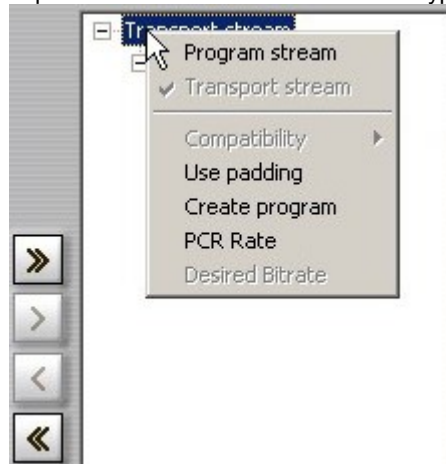 Transport stream
Program stream
Transport stream
Compatibility
Use padding
Create program
PCR Rate
Desired Bitrate